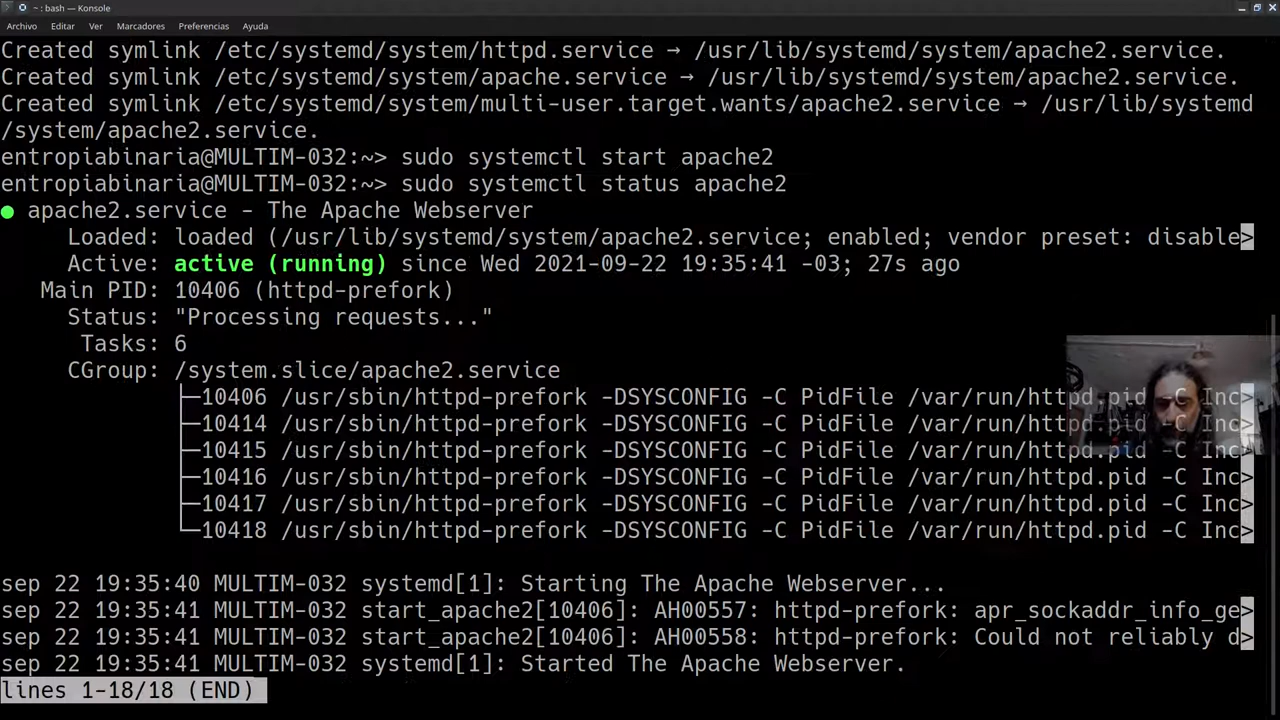 ~ : bash — Konsole
Archivo Editar Ver Marcadores Preferencias Ayuda
Created symlink /etc/systemd/system/httpd.service → /usr/lib/systemd/system/apache2.service.
Created symlink /etc/systemd/system/apache.service → /usr/lib/systemd/system/apache2.service.
Created symlink /etc/systemd/system/multi-user.target.wants/apache2.service → /usr/lib/systemd
/system/apache2.service.
entropiabinaria@MULTIM-032:~> sudo systemctl start apache2
entropiabinaria@MULTIM-032:~> sudo systemctl status apache2
● apache2.service - The Apache Webserver
Loaded: loaded (/usr/lib/systemd/system/apache2.service; enabled; vendor preset: disable>
Active: active (running) since Wed 2021-09-22 19:35:41 -03; 27s ago
Main PID: 10406 (httpd-prefork)
Status: "Processing requests..."
Tasks: 6
CGroup: /system.slice/apache2.service
├─10406 /usr/sbin/httpd-prefork -DSYSCONFIG -C PidFile /var/run/httpd.pid -C Inc>
├─10414 /usr/sbin/httpd-prefork -DSYSCONFIG -C PidFile /var/run/httpd.pid -C Inc>
├─10415 /usr/sbin/httpd-prefork -DSYSCONFIG -C PidFile /var/run/httpd.pid -C Inc>
├─10416 /usr/sbin/httpd-prefork -DSYSCONFIG -C PidFile /var/run/httpd.pid -C Inc>
├─10417 /usr/sbin/httpd-prefork -DSYSCONFIG -C PidFile /var/run/httpd.pid -C Inc>
└─10418 /usr/sbin/httpd-prefork -DSYSCONFIG -C PidFile /var/run/httpd.pid -C Inc>
sep 22 19:35:40 MULTIM-032 systemd[1]: Starting The Apache Webserver...
sep 22 19:35:41 MULTIM-032 start_apache2[10406]: AH00557: httpd-prefork: apr_sockaddr_info_ge>
sep 22 19:35:41 MULTIM-032 start_apache2[10406]: AH00558: httpd-prefork: Could not reliably d>
sep 22 19:35:41 MULTIM-032 systemd[1]: Started The Apache Webserver.
lines 1-18/18 (END)